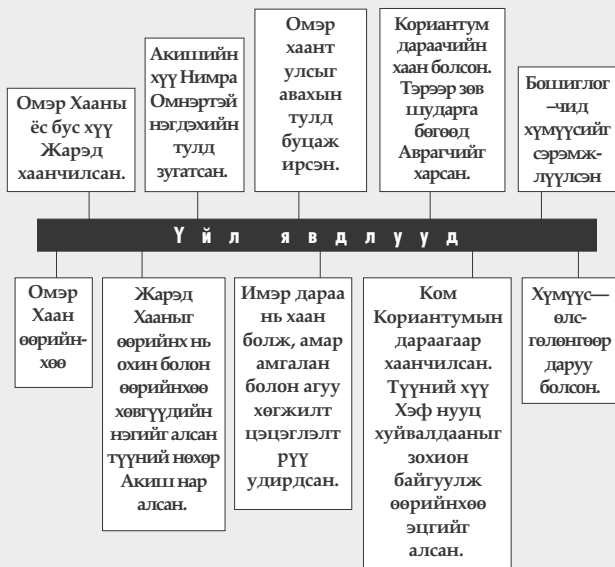 Омэр Хааны
ёс бус хүү
Жарэд
хаанчилсан.
Акишийн
хүү Нимра
Омнэртэй
нэгдэхийн
тулд
зугатсан.
Омэр
хаант
улсыг
авахын
тулд
буцаж
ирсэн.
Кориантум
дараачийн
хаан болсон.
Тэрээр зөв
шударга
бөгөөд
Аврагчийг
харсан.
Бошиглог
–чид
хүмүүсийг
сэрэмж-
лүүлсэн
Үйл явдлууд
Омэр
Хаан
өөрийн-
хөө
Жарэд
Хааныг
өөрийнх нь
охин болон
өөрийнхөө
хөвгүүдийн
нэгийг алсан
түүний нөхөр
Акиш нар
алсан.
Имэр дараа
нь хаан
болж, амар
амгалан
болон агуу
хөгжилт
цэцэглэлт
рүү
удирдсан.
Ком
Кориантумын
дараагаар
хаанчилсан.
Түүний хүү
Хэф нууц
хуйвалдааныг
зохион
байгуулж
өөрийнхөө
эцгийг
алсан.
Хүмүүс—
өлс-
гөлөнгөөр
даруу
болсон.